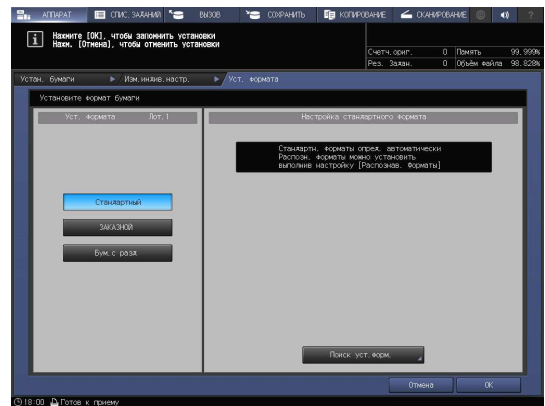 АППАРАТ
СПИС. ЗАДАНИЙ
ВЫЗОВ
СОХРАНИТЬ
КОПИРОВАНИЕ
СКАНИРОВАНИЕ
?
Нажмите [OK], чтобы запомнить установки
Нажм. [Отмена], чтобы отменить установки
Счетч.ориг. 0 Память 99.999%
Рез. Задан. 0 Объём файла 98.828%
Устан. бумаги Изм.индив.настр. Уст. формата
Установите формат бумаги
Уст. формата Лот.1
Настройка стандартного формата
Стандартн. форматы опред. автоматически
Распозн. форматы можно установить
выполнив настройку [Распознав. Форматы]
Стандартный
ЗАКАЗНОЙ
Бум.с разд
Поиск уст.форм.
Отмена
OK
18:00 Готов к приему